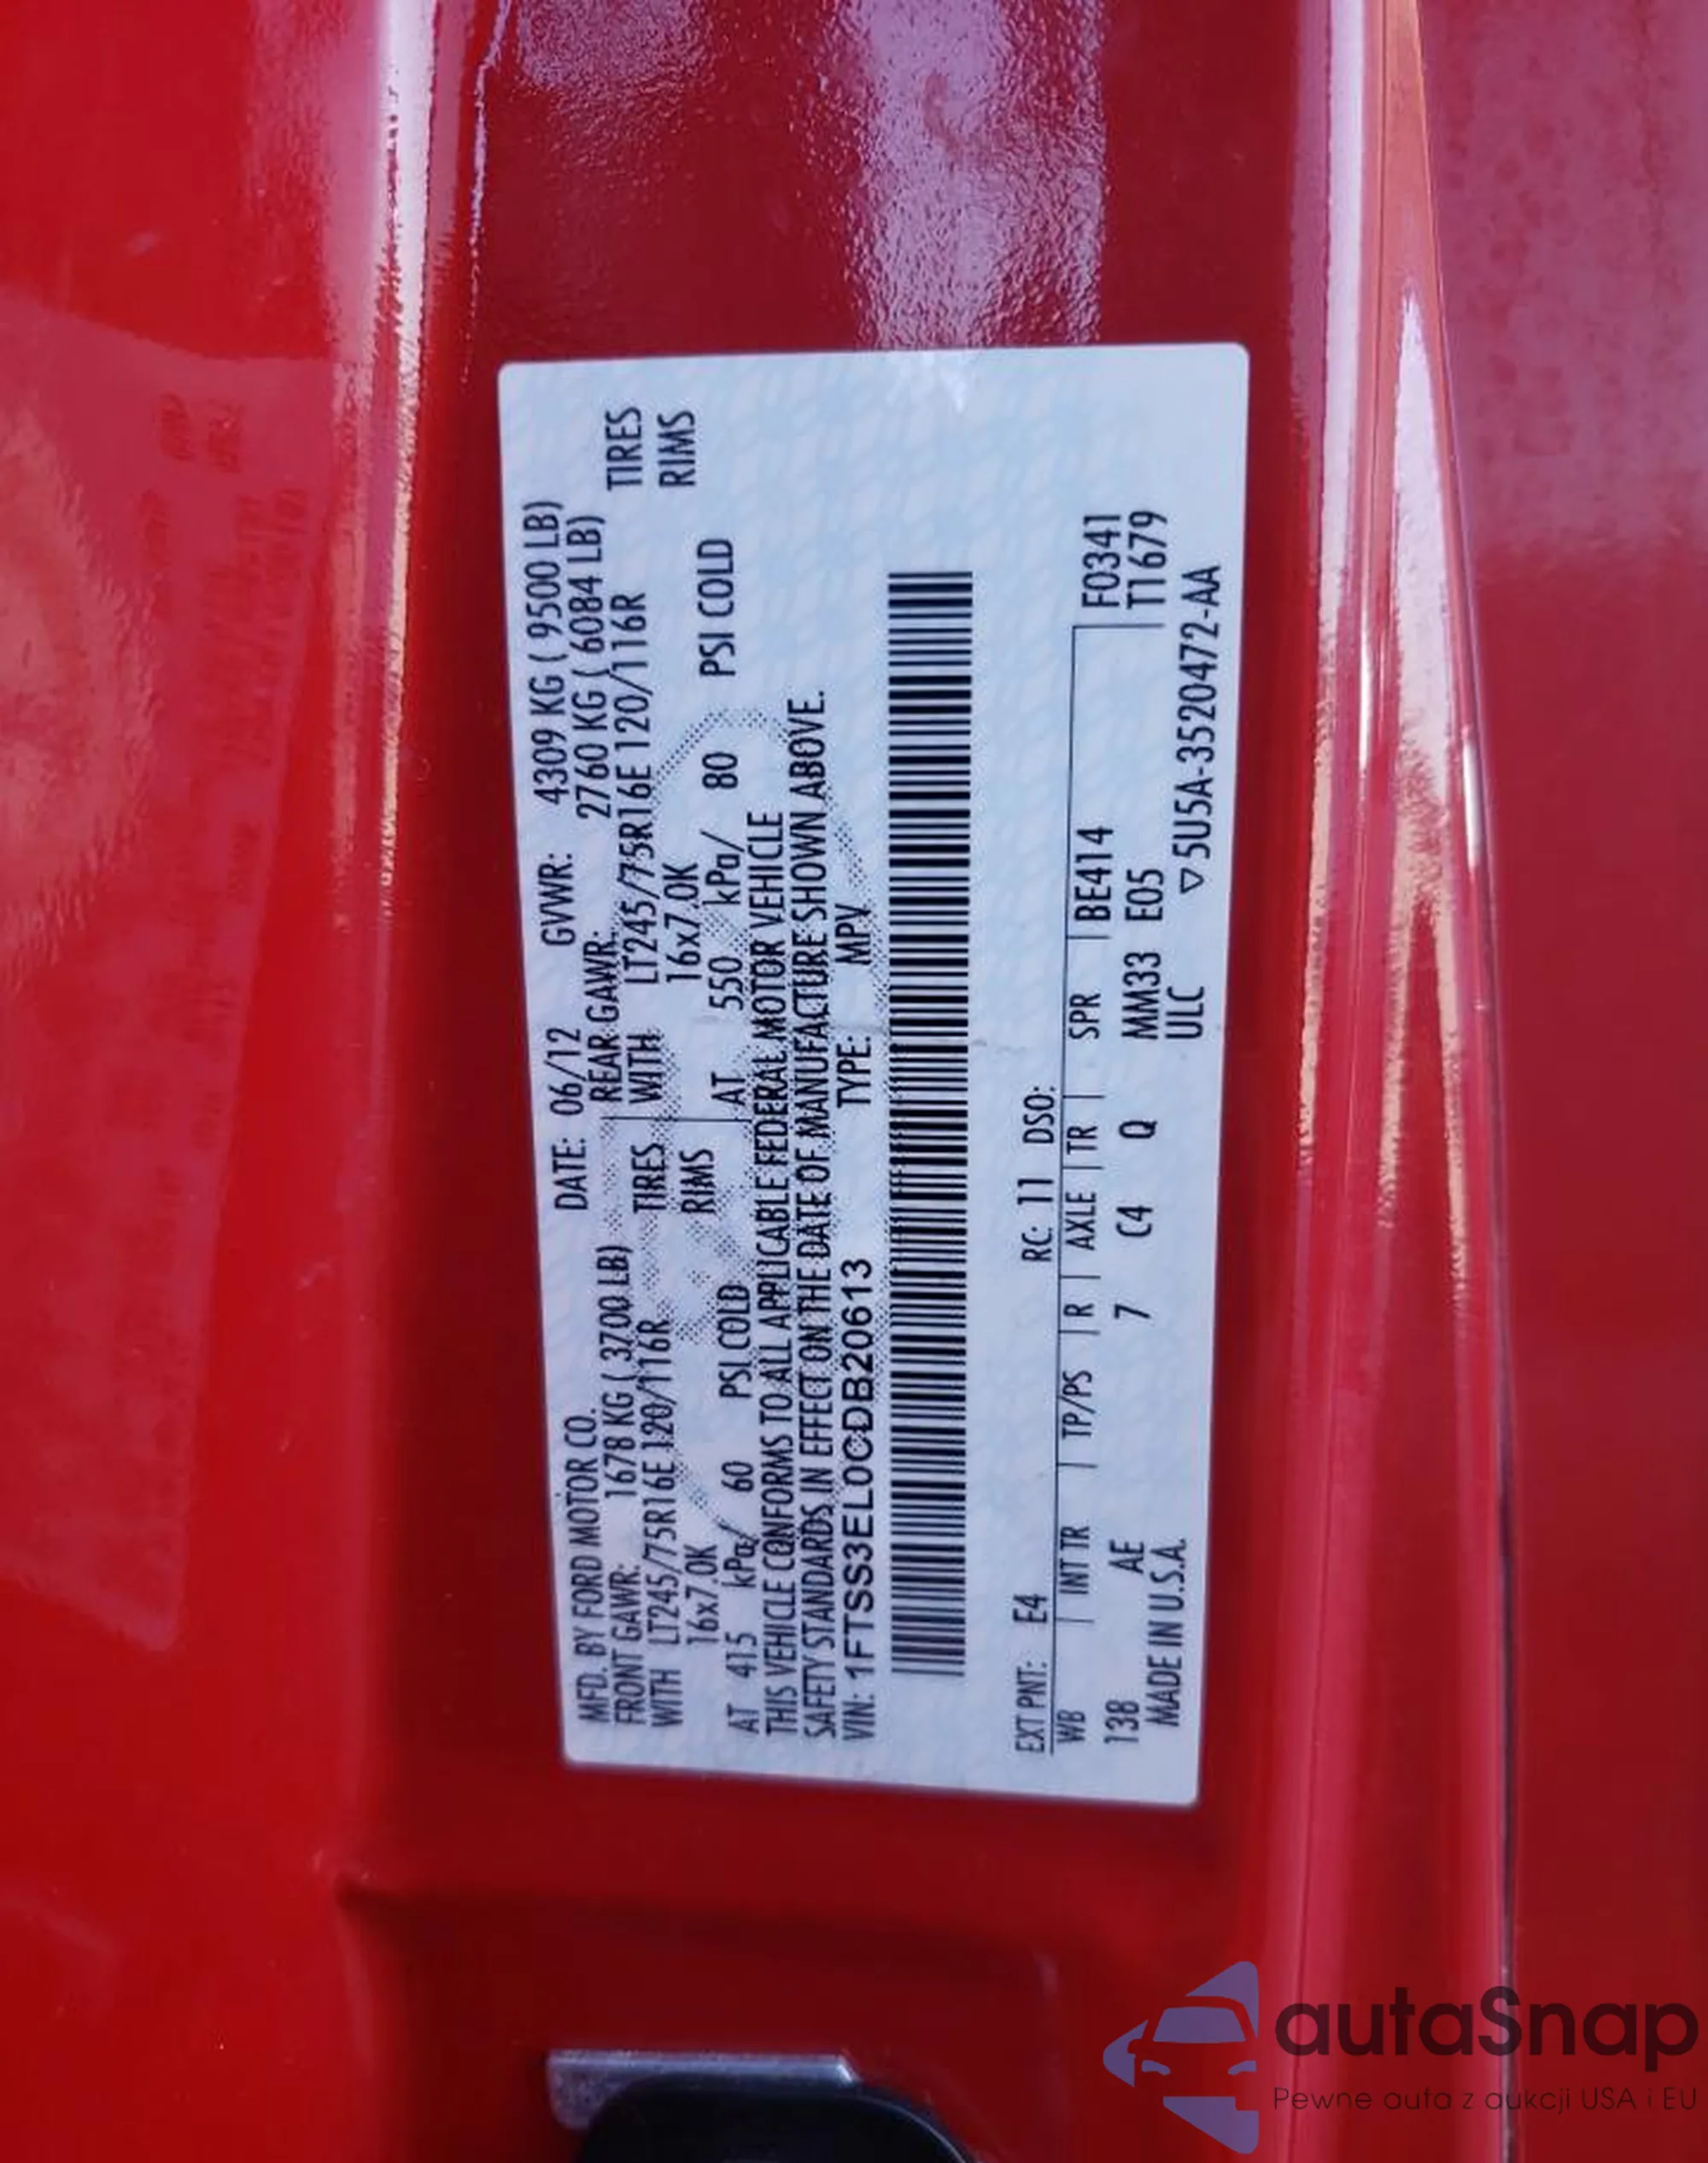 MFD. BY FORD MOTOR CO. DATE: 06/12 GVWR: 4309 KG ( 9500 LB)
FRONT GAWR: 1678 KG ( 3700 LB) REAR GAWR: 2760 KG ( 6084 LB)
WITH LT245/75R16E 120/116R TIRES WITH LT245/75R16E 120/116R TIRES
16x7.0K RIMS 16x7.0K RIMS
AT 415 kPa/ 60 PSI COLD AT 550 kPa/ 80 PSI COLD
THIS VEHICLE CONFORMS TO ALL APPLICABLE FEDERAL MOTOR VEHICLE
SAFETY STANDARDS IN EFFECT ON THE DATE OF MANUFACTURE SHOWN ABOVE.
VIN: 1FTSS3EL0CDB20613 TYPE: MPV
EXT PNT: E4 RC: 11 DSO:
WB | INT TR | TP/PS | R | AXLE | TR | SPR | BE414 F0341
138 AE 7 C4 Q MM33 E05 T1679
MADE IN U.S.A. ULC ▽5U5A-3520472-AA
autaSnap
Pewne auta z aukcji USA i EU